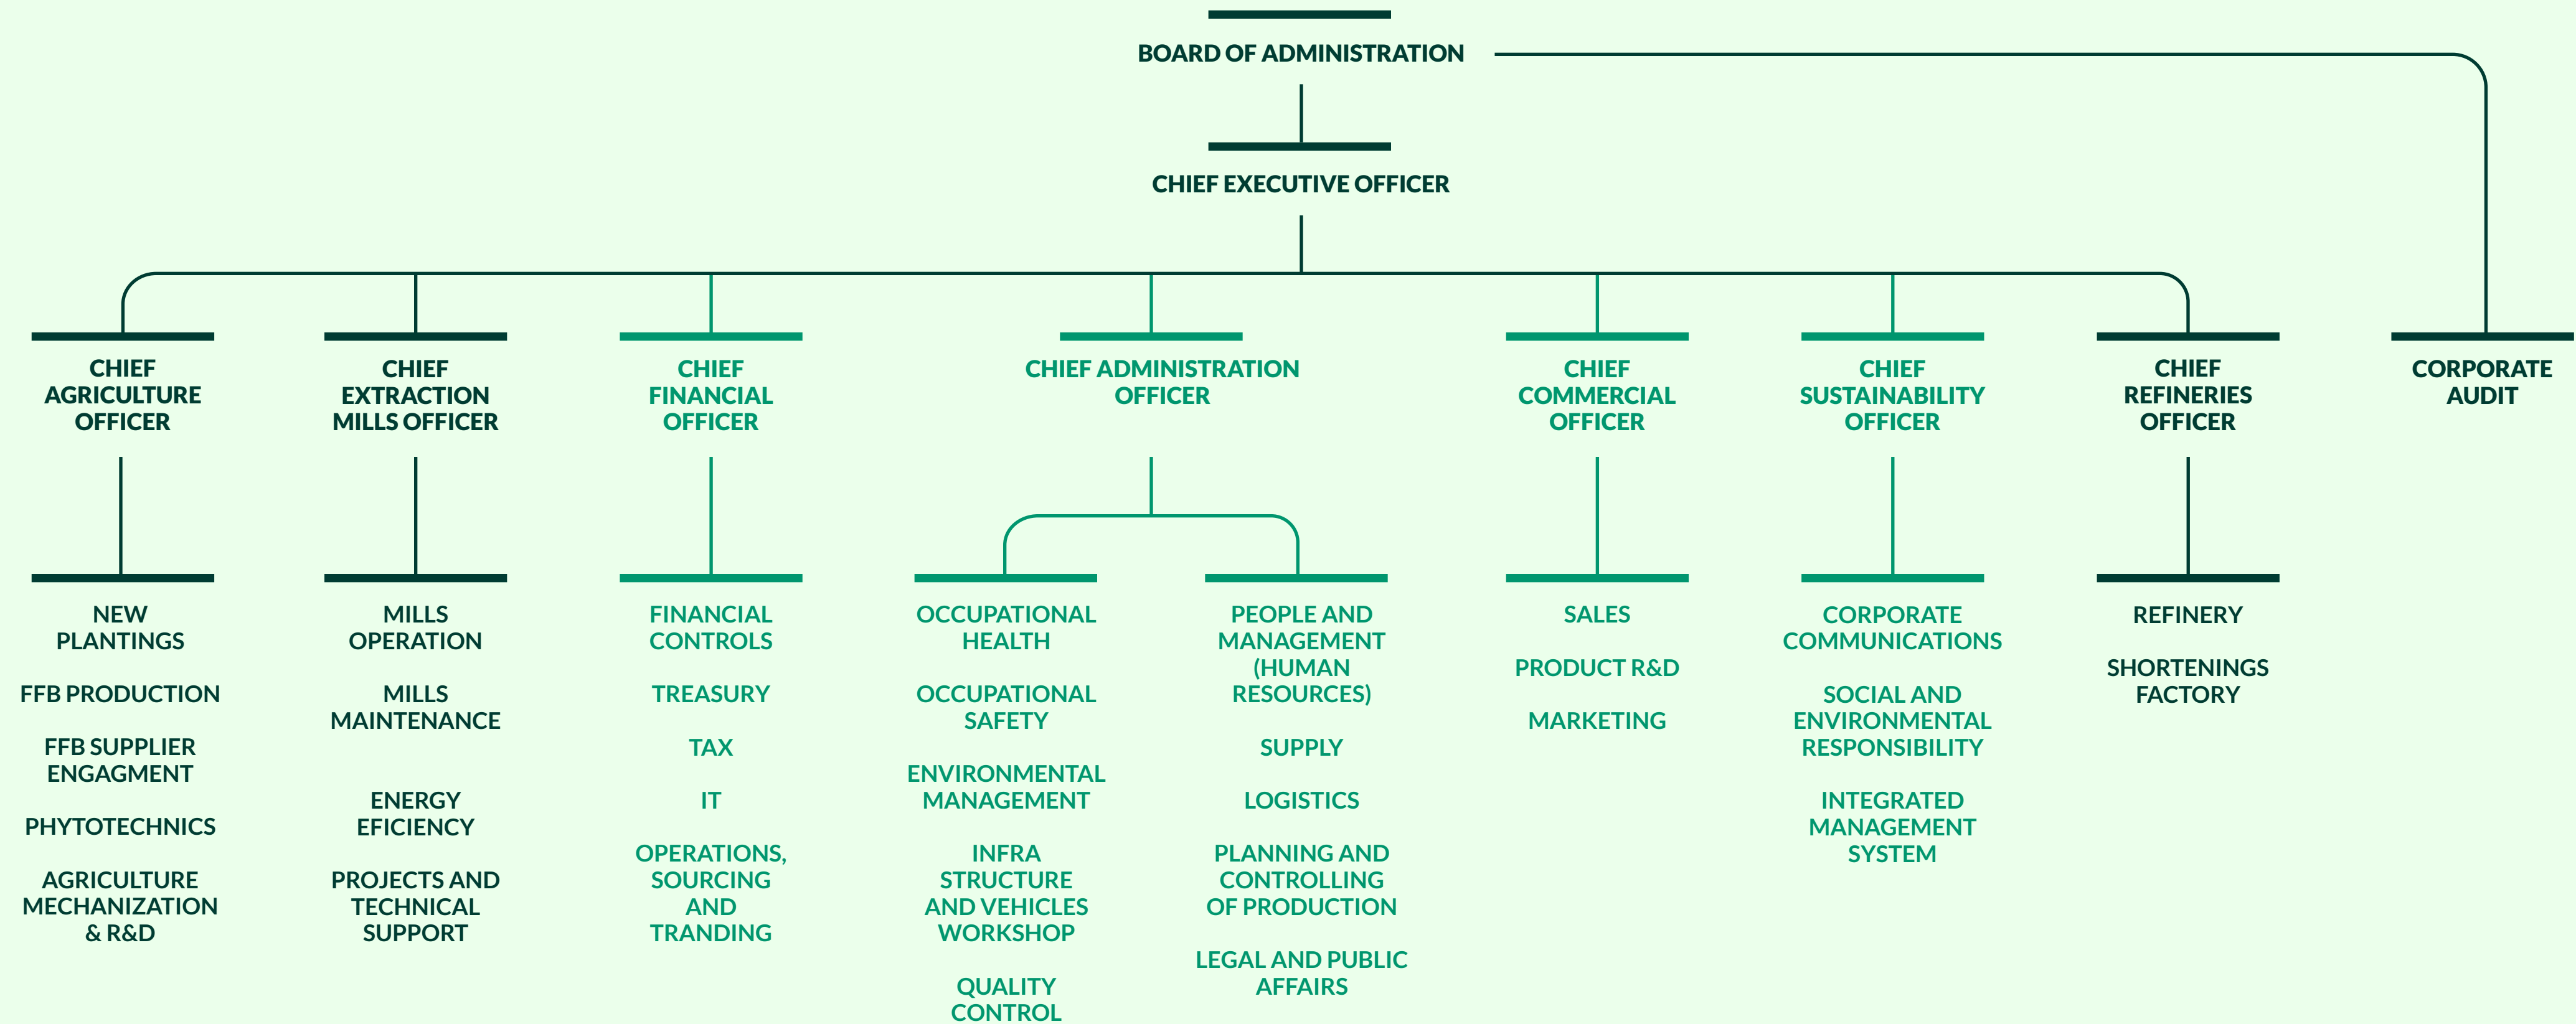 BOARD OF ADMINISTRATION
CHIEF EXECUTIVE OFFICER
CHIEF
AGRICULTURE
OFFICER
CHIEF
EXTRACTION
MILLS OFFICER
CHIEF
FINANCIAL
OFFICER
CHIEF ADMINISTRATION
OFFICER
CHIEF
COMMERCIAL
OFFICER
CHIEF
SUSTAINABILITY
OFFICER
CHIEF
REFINERIES
OFFICER
CORPORATE
AUDIT
NEW
PLANTINGS
FFB PRODUCTION
FFB SUPPLIER
ENGAGMENT
PHYTOTECHNICS
AGRICULTURE
MECHANIZATION
& R&D
MILLS
OPERATION
MILLS
MAINTENANCE
ENERGY
EFICIENCY
PROJECTS AND
TECHNICAL
SUPPORT
FINANCIAL
CONTROLS
TREASURY
TAX
IT
OPERATIONS,
SOURCING
AND
TRANDING
OCCUPATIONAL
HEALTH
OCCUPATIONAL
SAFETY
ENVIRONMENTAL
MANAGEMENT
INFRA
STRUCTURE
AND VEHICLES
WORKSHOP
QUALITY
CONTROL
PEOPLE AND
MANAGEMENT
(HUMAN
RESOURCES)
SUPPLY
LOGISTICS
PLANNING AND
CONTROLLING
OF PRODUCTION
LEGAL AND PUBLIC
AFFAIRS
SALES
PRODUCT R&D
MARKETING
CORPORATE
COMMUNICATIONS
SOCIAL AND
ENVIRONMENTAL
RESPONSIBILITY
INTEGRATED
MANAGEMENT
SYSTEM
REFINERY
SHORTENINGS
FACTORY